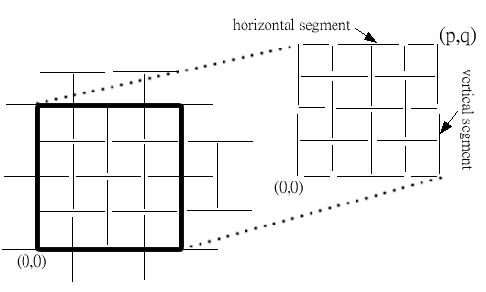 horizontal segment
(p,q)
vertical segment
(0,0)
(0,0)